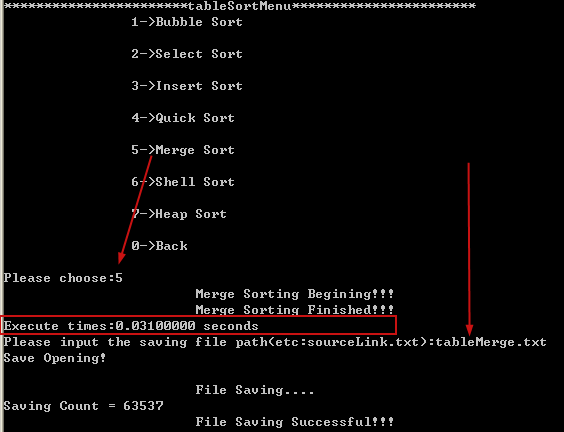 ***********************tableSortMenu***********************
1->Bubble Sort
2->Select Sort
3->Insert Sort
4->Quick Sort
5->Merge Sort
6->Shell Sort
7->Heap Sort
0->Back
Please choose:5
Merge Sorting Begining!!!
Merge Sorting Finished!!!
Execute times:0.03100000 seconds
Please input the saving file path(etc:sourceLink.txt):tableMerge.txt
Save Opening!
File Saving....
Saving Count = 63537
File Saving Successful!!!